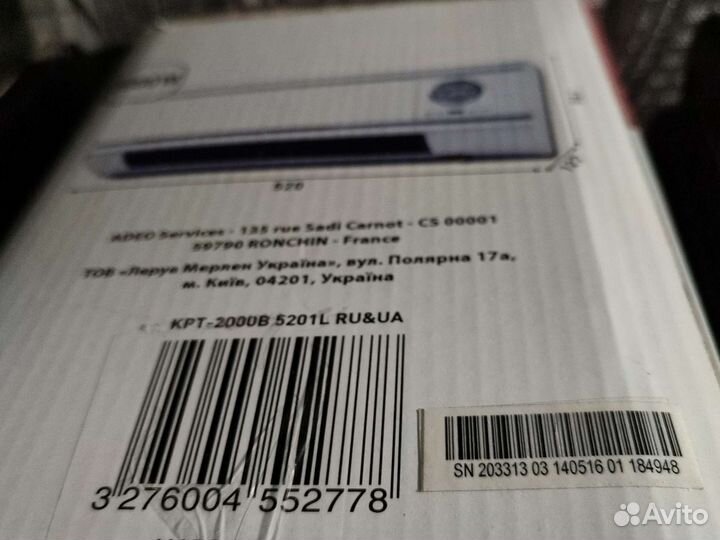 520
ADEO Services - 135 rue Sadi Carnot - CS 00001
59790 RONCHIN - France
ТОВ «Леруа Мерлен Україна», вул. Полярна 17а,
м. Київ, 04201, Україна
KPT-2000B 5201L RU&UA
3 276004 552778
SN 203313 03 140516 01 184948
Avito